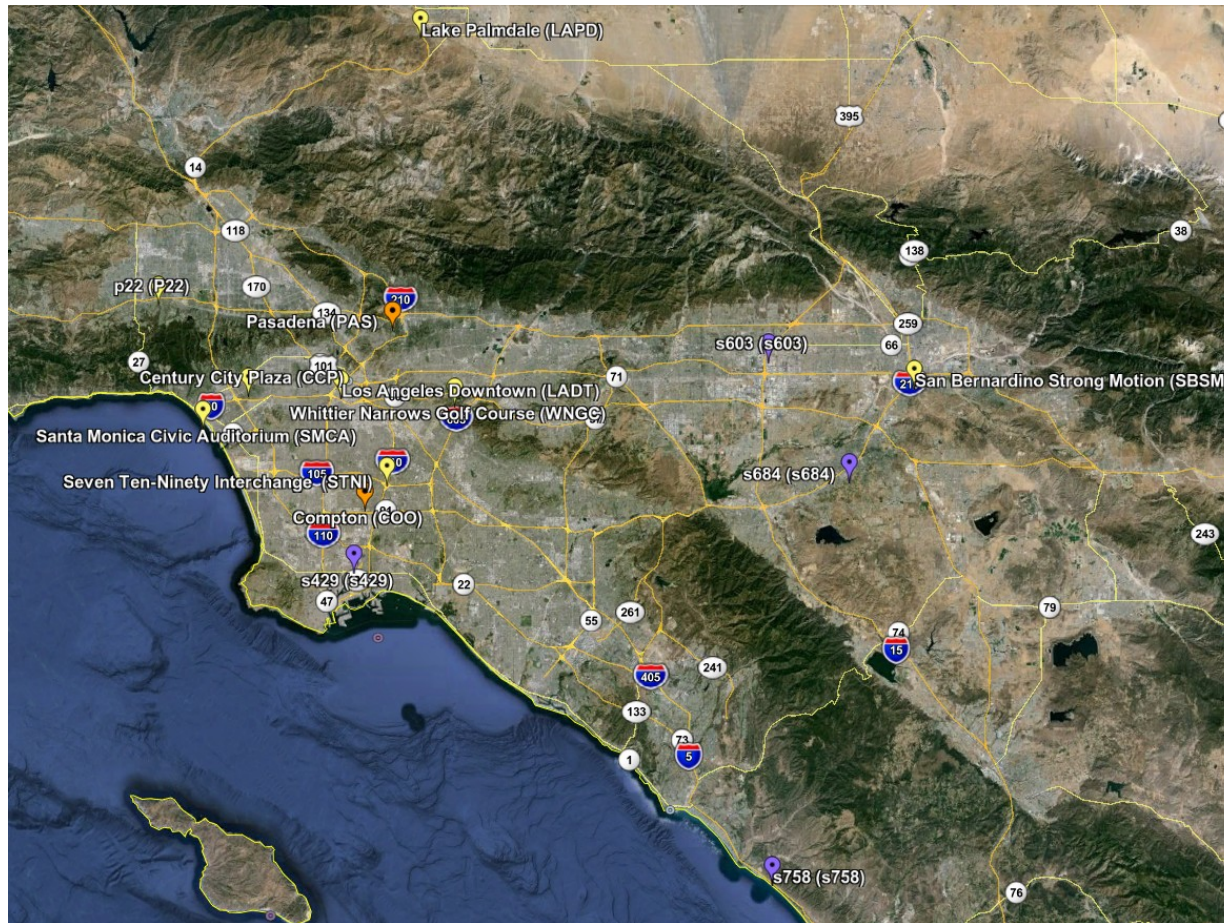 Lake Palmdale (LAPD)
395
14
118
38
138
p22 (P22)
170
210
134
Pasadena (PAS)
259
s603 (s603)
66
27
101
Century City Plaza (CCP)
71
Los Angeles Downtown (LADT)
San Bernardino Strong Motion (SBSM
Whittier Narrows Golf Course (WNGC)
Santa Monica Civic Auditorium (SMCA)
105
s684 (s684)
Seven Ten-Ninety Interchange (STNI)
Compton (COO)
110
243
s429 (s429)
22
47
79
261
55
74
15
241
405
133
73
5
1
s758 (s758)
76